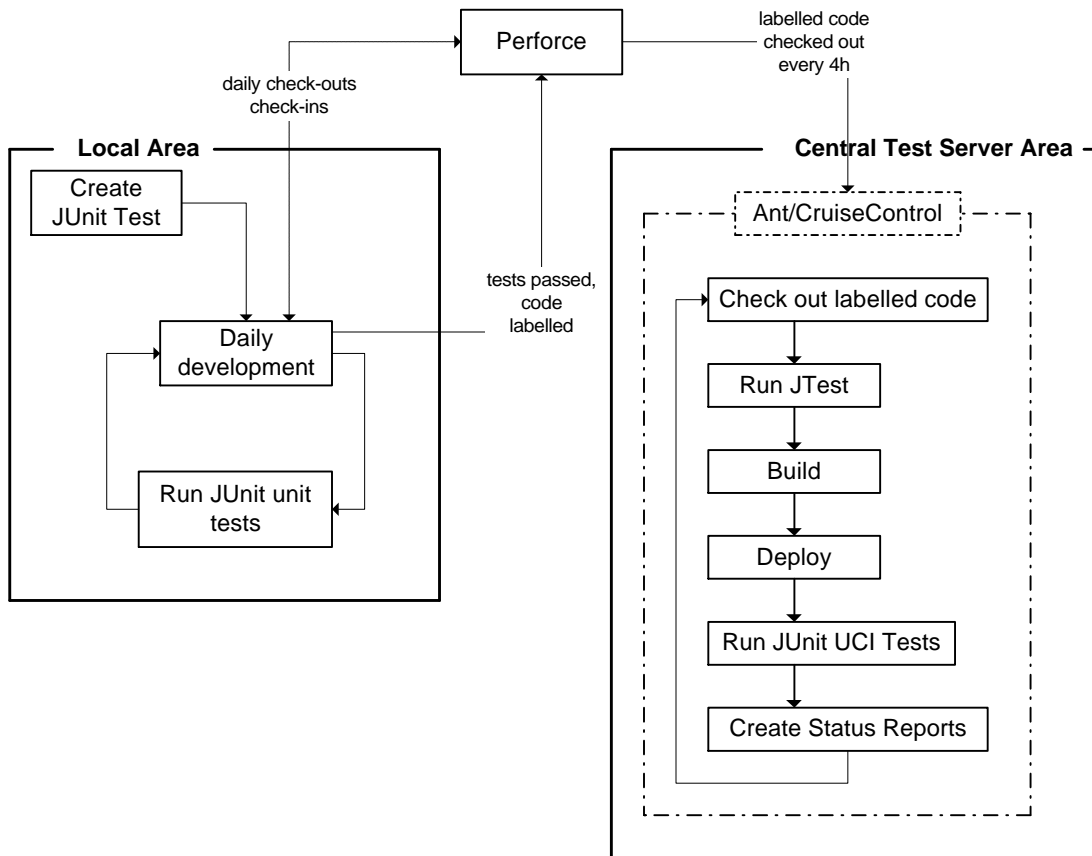 Perforce
labelled code
checked out
every 4h
daily check-outs
check-ins
Local Area
Create
JUnit Test
Daily
development
Run JUnit unit
tests
tests passed,
code
labelled
Central Test Server Area
Ant/CruiseControl
Check out labelled code
Run JTest
Build
Deploy
Run JUnit UCI Tests
Create Status Reports